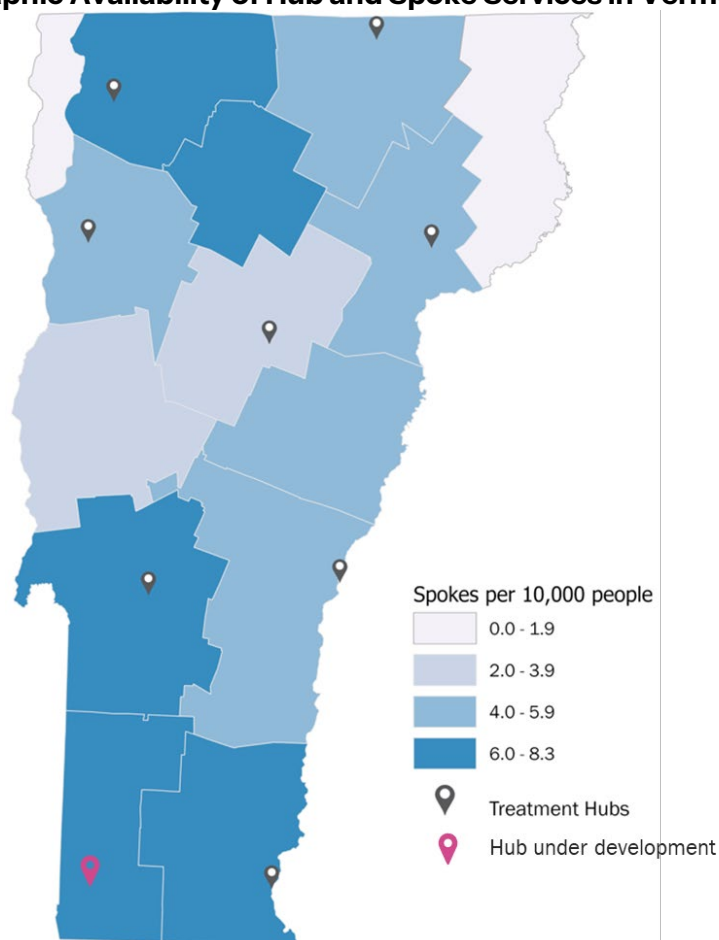 Availability of Hub and Spoke Services in
Spokes per 10,000 people
0.0 - 1.9
2.0 - 3.9
4.0 - 5.9
6.0 - 8.3
Treatment Hubs
Hub under development